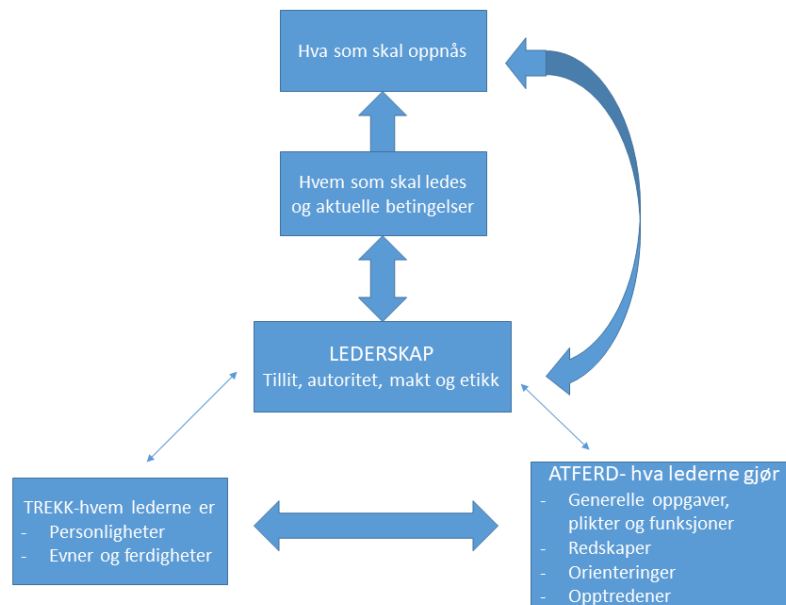 Hva som skal oppnås
Hvem som skal ledes
og aktuelle betingelser
LEDERSKAP
Tillit, autoritet, makt og etikk
TREKK-hvem lederne er
- Personligheter
- Evner og ferdigheter
ATFERD- hva lederne gjør
- Generelle oppgaver,
plikter og funksjoner
- Redskaper
- Orienteringer
- Opptredener